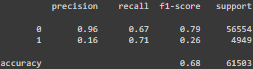 precision recall f1-score support
0 0.96 0.67 0.79 56554
1 0.16 0.71 0.26 4949
accuracy 0.68 61503